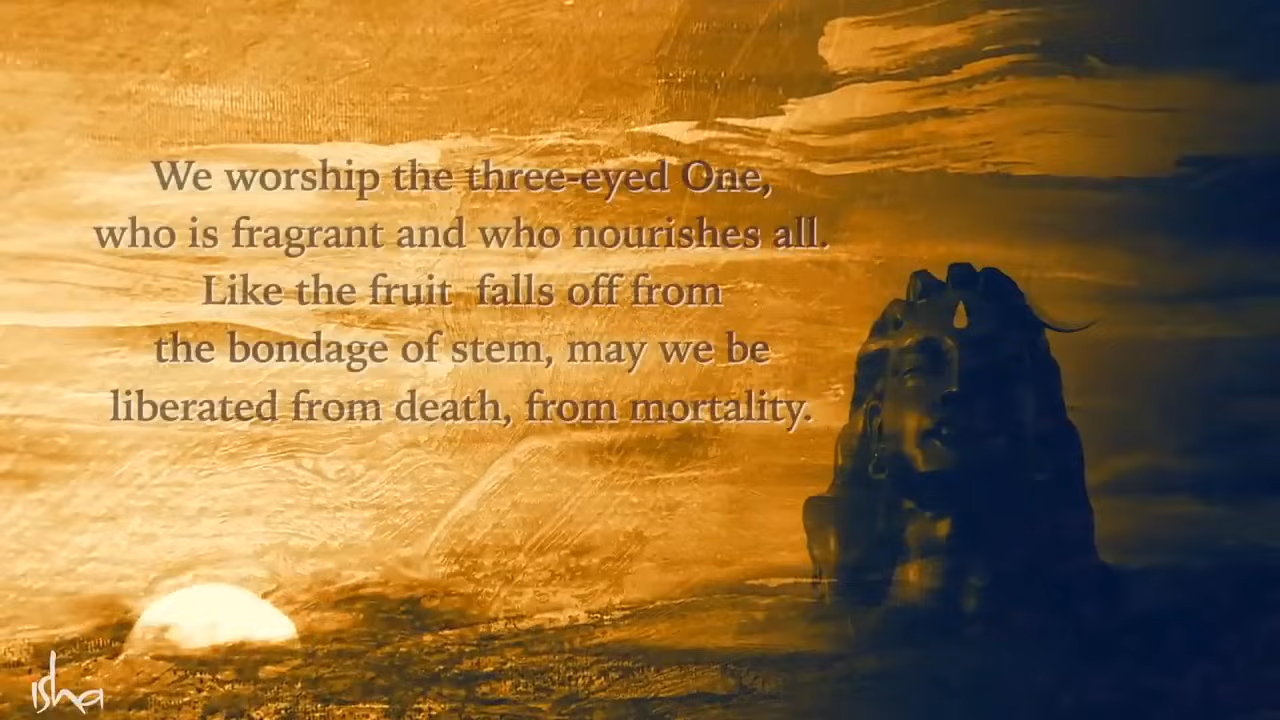 We worship the three-eyed One,
who is fragrant and who nourishes all.
Like the fruit falls off from
the bondage of stem, may we be
liberated from death, from mortality.
isha